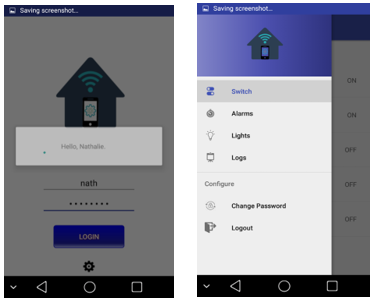 Saving screenshot...
Hello, Nathalie.
nath
LOGIN
Saving screenshot...
Switch
ON
Alarms
ON
Lights
OFF
Logs
Configure
OFF
Change Password
OFF
Logout